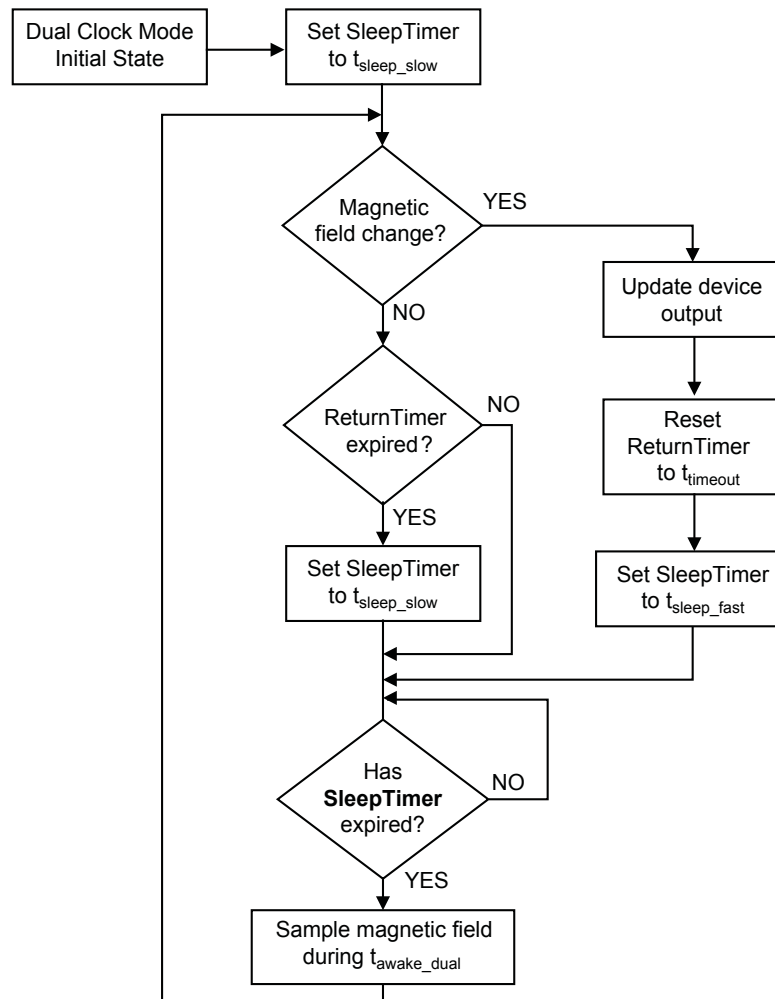 Dual Clock Mode
Initial State
Set SleepTimer
to tsleep_slow
Magnetic
field change?
YES
NO
Update device
output
ReturnTimer
expired?
NO
YES
Reset
ReturnTimer
to ttimeout
Set SleepTimer
to tsleep_slow
Set SleepTimer
to tsleep_fast
Has
SleepTimer
expired?
NO
YES
Sample magnetic field
during tawake_dual